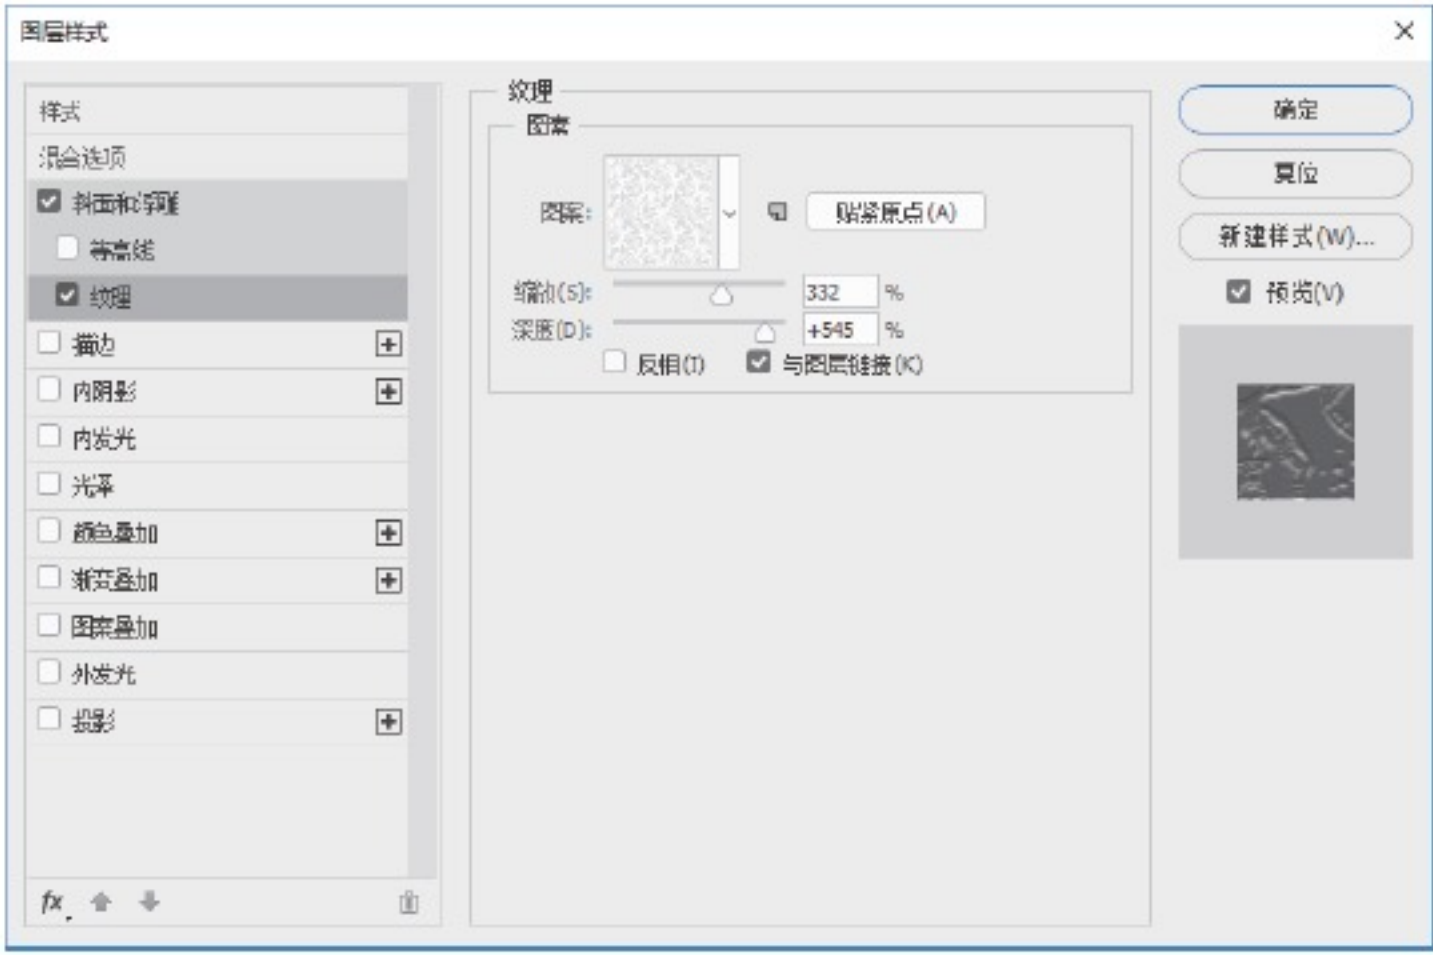 图层样式
样式
混合选项
斜面和浮雕
等高线
纹理
描边
内阴影
内发光
光泽
颜色叠加
渐变叠加
图案叠加
外发光
投影
fx
纹理
图案
图案:
贴紧原点(A)
缩放(S): 332 %
深度(D): +545 %
反相(I) 与图层链接(K)
确定
复位
新建样式(W)...
预览(V)